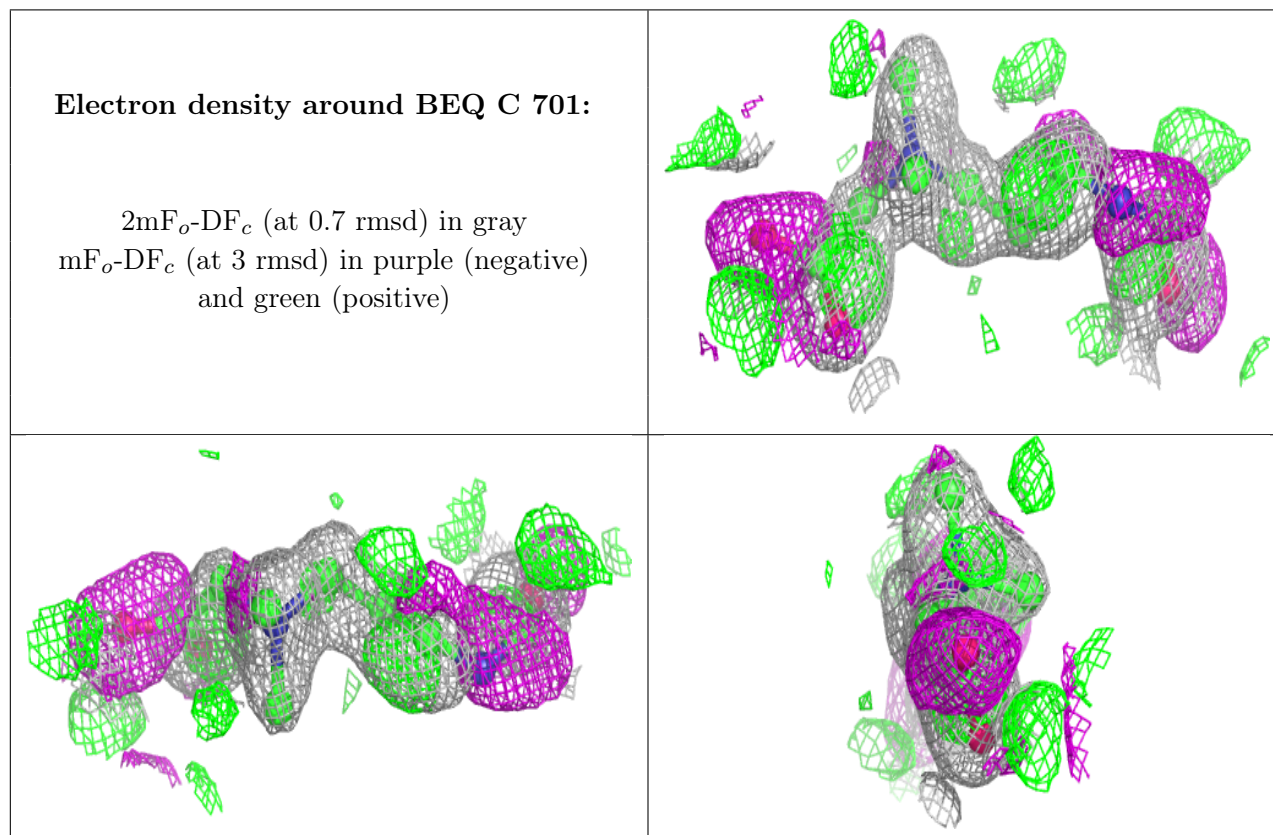 Electron density around BEQ C 701:
2mFₒ-DF𝑐 (at 0.7 rmsd) in gray
mFₒ-DF𝑐 (at 3 rmsd) in purple (negative)
and green (positive)